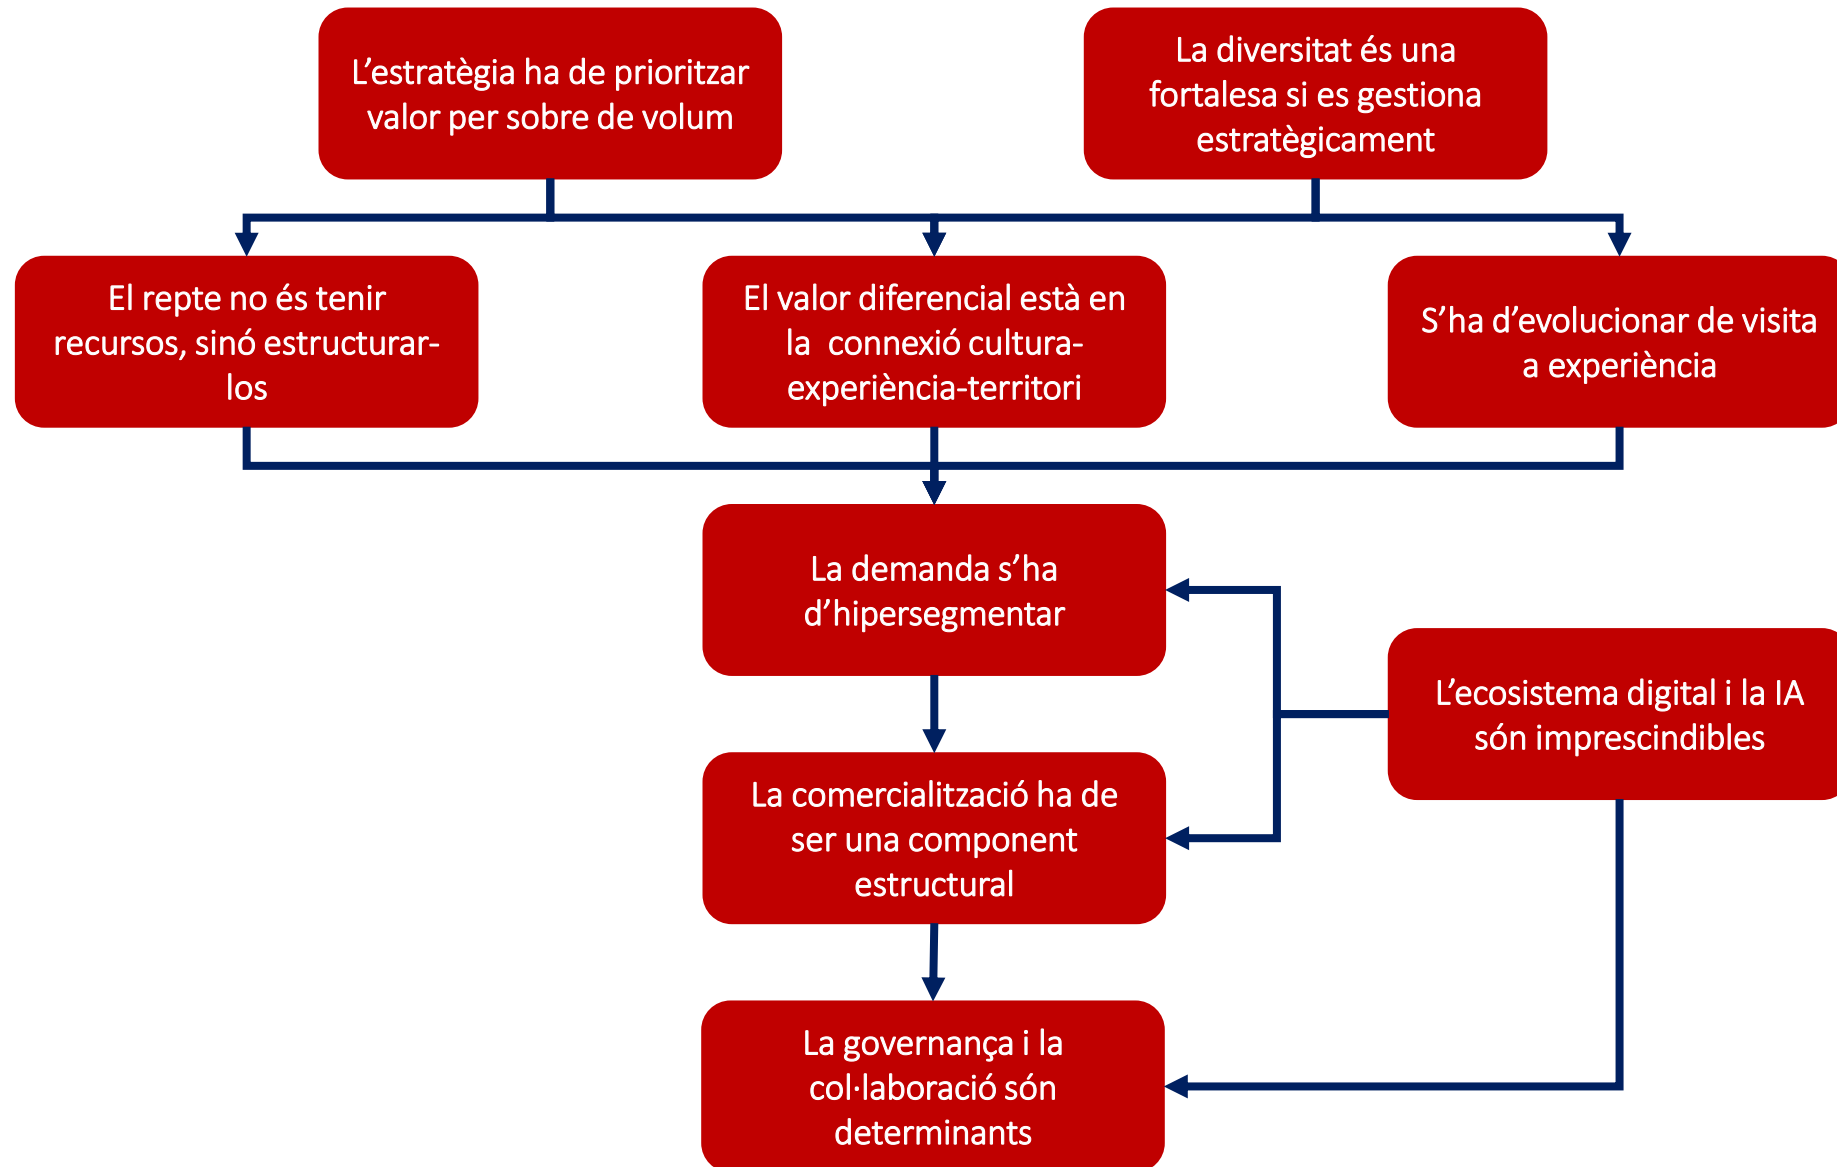 L’estratègia ha de prioritzar
valor per sobre de volum
La diversitat és una
fortalesa si es gestiona
estratègicament
El repte no és tenir
recursos, sinó estructurar-
los
El valor diferencial està en
la  connexió cultura-
experiència-territori
S’ha d’evolucionar de visita
a experiència
La demanda s’ha
d’hipersegmentar
L’ecosistema digital i la IA
són imprescindibles
La comercialització ha de
ser una component
estructural
La governança i la
col·laboració són
determinants